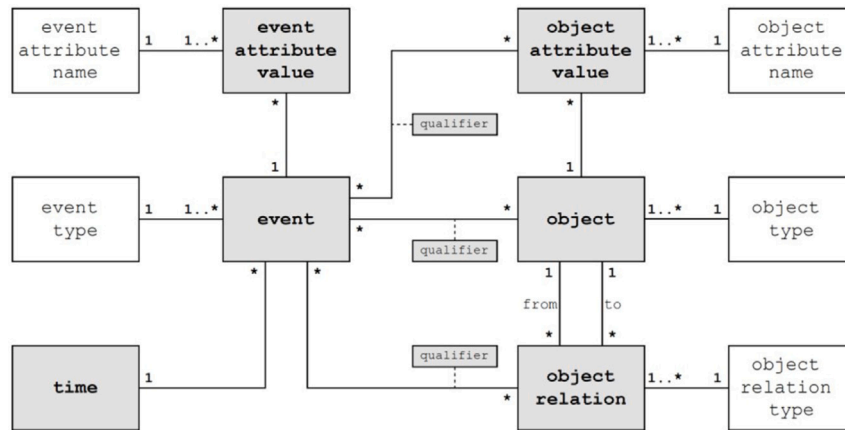 event
attribute
name
1
1..*
event
attribute
value
*
object
attribute
value
*
1..*
1
object
attribute
name
*
qualifier
1
1
event
type
1
1..*
event
*
*
qualifier
*
object
1..*
1
object
type
*
*
1
1
from
to
*
*
time
1
qualifier
*
object
relation
1..*
1
object
relation
type